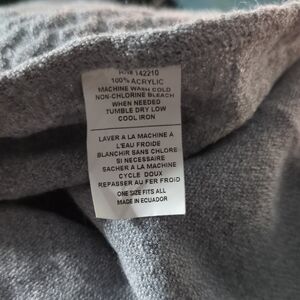 RN# 142210
100% ACRYLIC
MACHINE WASH COLD
NON-CHLORINE BLEACH
WHEN NEEDED
TUMBLE DRY LOW
COOL IRON
LAVER A LA MACHINE A
L'EAU FROIDE
BLANCHIR SANS CHLORE
SI NECESSAIRE
SACHER A LA MACHINE
CYCLE DOUX
REPASSER AU FER FROID
ONE SIZE FITS ALL
MADE IN ECUADOR